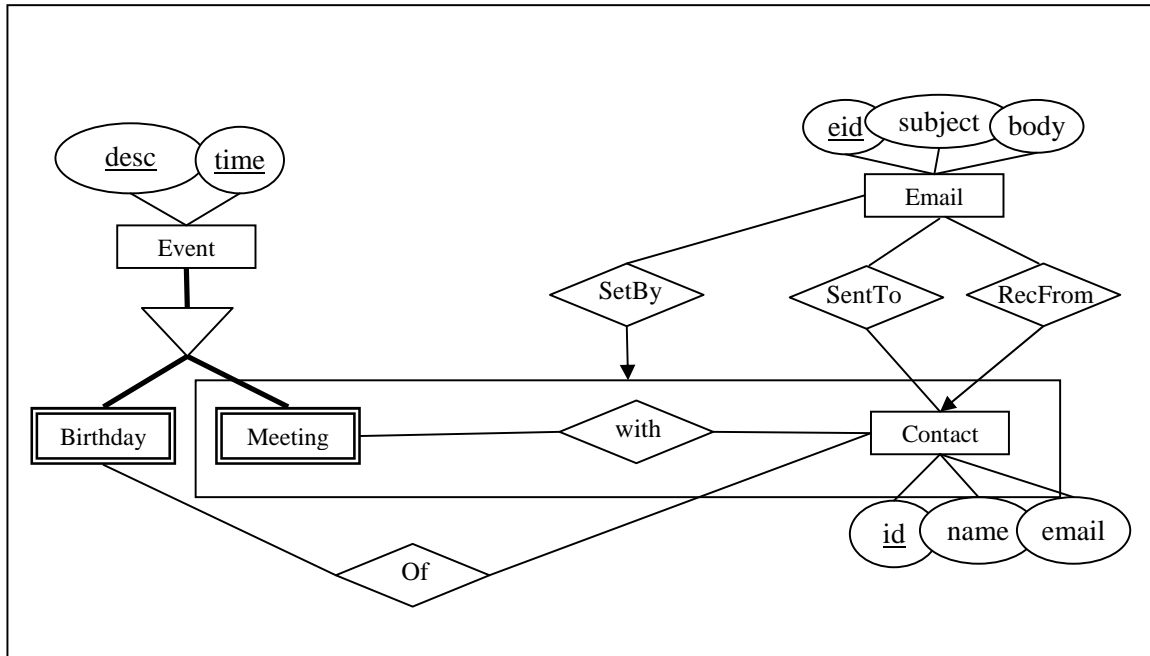 eid subject body
desc time
Email
Event
SetBy SentTo RecFrom
Birthday Meeting with Contact
id name email
Of